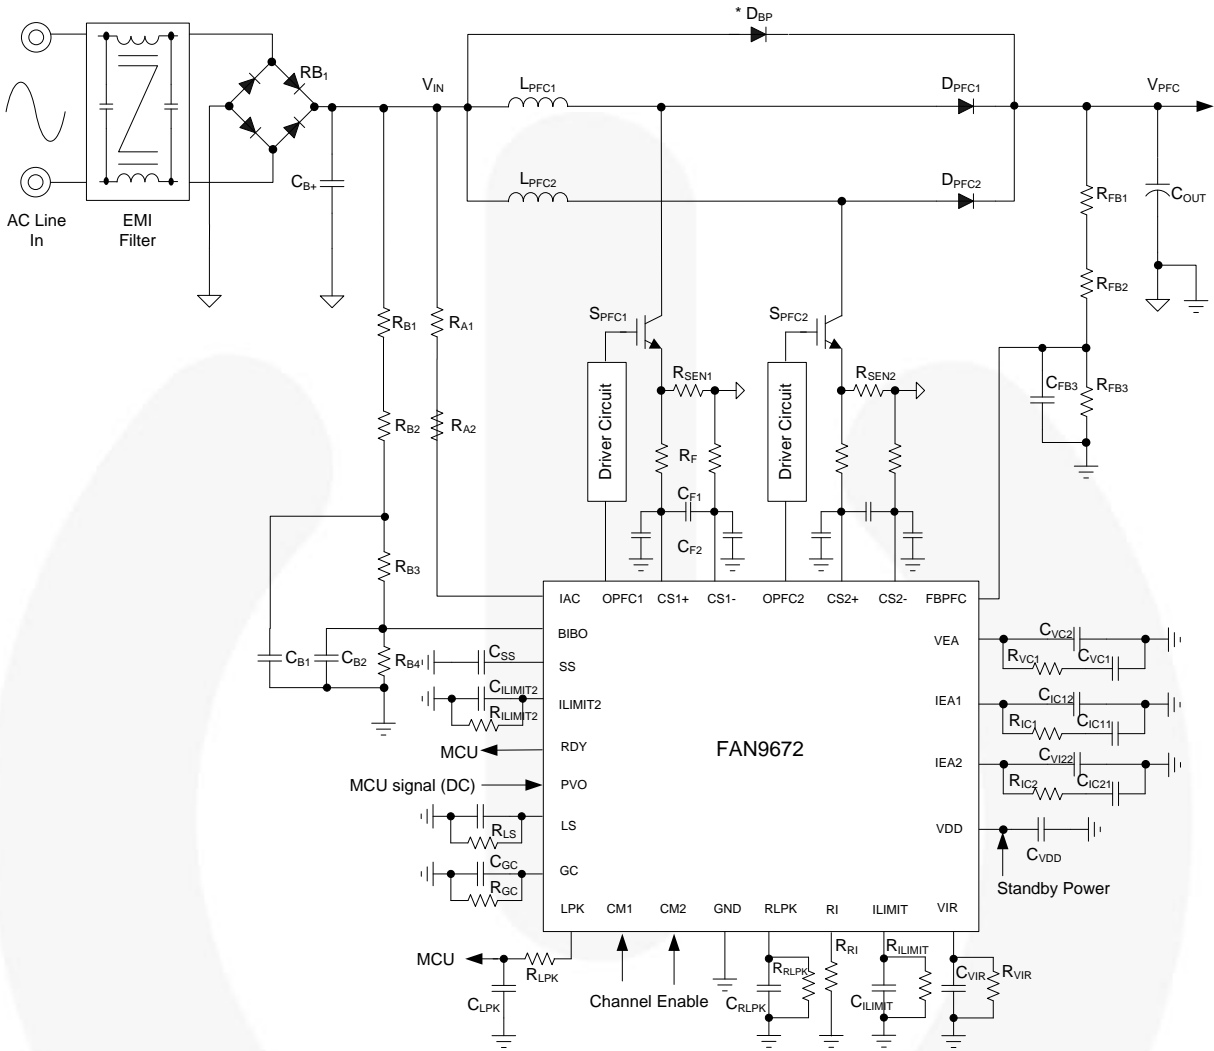 * DBP
RB1
VIN
LPFC1
DPFC1
VPFC
CB+
LPFC2
DPFC2
RFB1
COUT
AC Line
In
EMI
Filter
RFB2
RB1
RA1
SPFC1
SPFC2
RSEN1
RSEN2
CFB3
RFB3
RB2
RA2
Driver Circuit
RF
Driver Circuit
CF1
CF2
RB3
IAC
OPFC1
CS1+
CS1-
OPFC2
CS2+
CS2-
FBPFC
BIBO
VEA
CVC2
RVC1
CVC1
CB1
CB2
RB4
CSS
SS
CILIMIT2
RILIMIT2
ILIMIT2
IEA1
CIC12
RIC1
CIC11
MCU
RDY
FAN9672
IEA2
CVI22
RIC2
CIC21
MCU signal (DC)
PVO
RLS
LS
VDD
CVDD
CGC
RGC
GC
Standby Power
LPK
CM1
CM2
GND
RLPK
RI
ILIMIT
VIR
MCU
RLPK
CLPK
Channel Enable
RRLPK
CRLPK
RRI
RILIMIT
CILIMIT
CVIR
RVIR